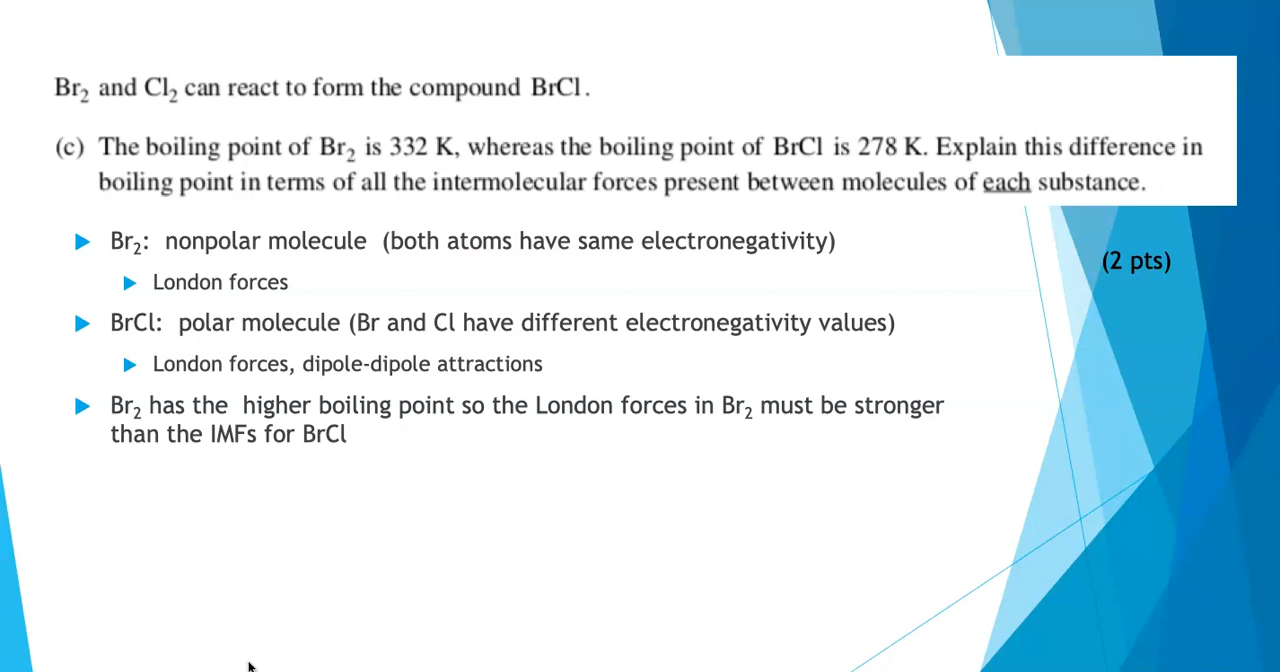 Br₂ and Cl₂ can react to form the compound BrCl.
(c) The boiling point of Br₂ is 332 K, whereas the boiling point of BrCl is 278 K. Explain this difference in
boiling point in terms of all the intermolecular forces present between molecules of each substance.
Br₂: nonpolar molecule (both atoms have same electronegativity)
(2 pts)
London forces
BrCl: polar molecule (Br and Cl have different electronegativity values)
London forces, dipole-dipole attractions
Br₂ has the higher boiling point so the London forces in Br₂ must be stronger
than the IMFs for BrCl